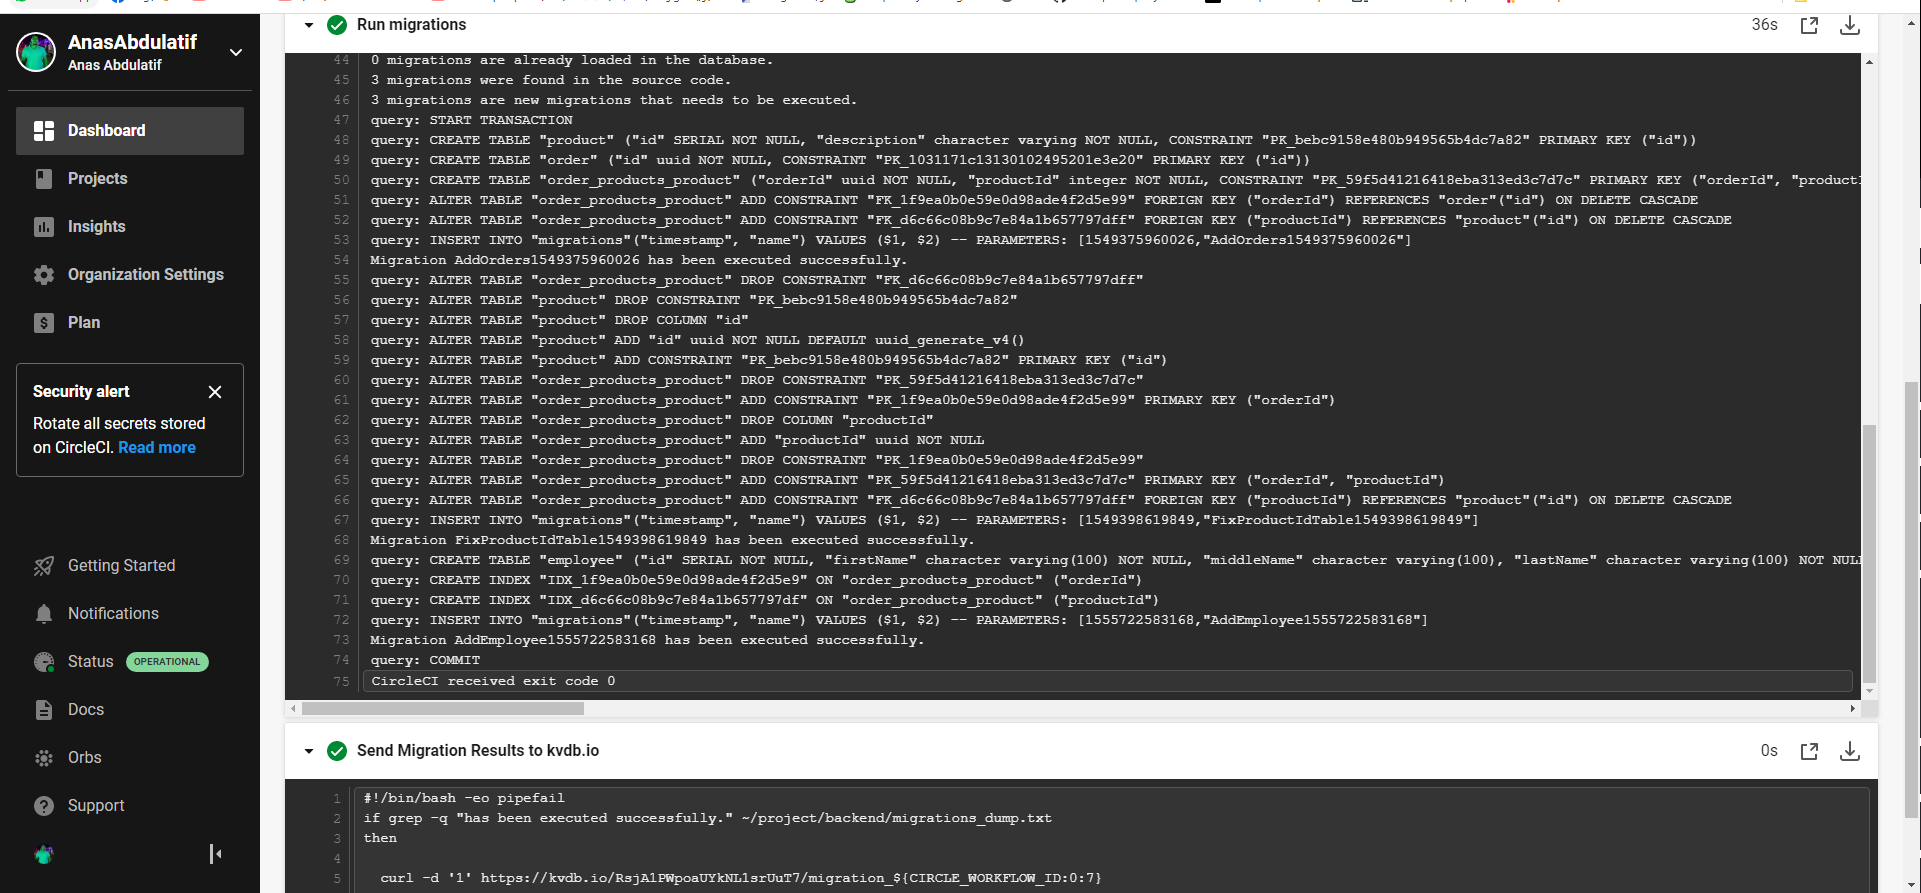 AnasAbdulatif
Anas Abdulatif
Dashboard
Projects
Insights
Organization Settings
Plan
Security alert
Rotate all secrets stored
on CircleCI. Read more
Getting Started
Notifications
Status OPERATIONAL
Docs
Orbs
Support
Run migrations 36s
44 0 migrations are already loaded in the database.
45 3 migrations were found in the source code.
46 3 migrations are new migrations that needs to be executed.
47 query: START TRANSACTION
48 query: CREATE TABLE "product" ("id" SERIAL NOT NULL, "description" character varying NOT NULL, CONSTRAINT "PK_bebc9158e480b949565b4dc7a82" PRIMARY KEY ("id"))
49 query: CREATE TABLE "order" ("id" uuid NOT NULL, CONSTRAINT "PK_1031171c13130102495201e3e20" PRIMARY KEY ("id"))
50 query: CREATE TABLE "order_products_product" ("orderId" uuid NOT NULL, "productId" integer NOT NULL, CONSTRAINT "PK_59f5d41216418eba313ed3c7d7c" PRIMARY KEY ("orderId", "product
51 query: ALTER TABLE "order_products_product" ADD CONSTRAINT "FK_1f9ea0b0e59e0d98ade4f2d5e99" FOREIGN KEY ("orderId") REFERENCES "order"("id") ON DELETE CASCADE
52 query: ALTER TABLE "order_products_product" ADD CONSTRAINT "FK_d6c66c08b9c7e84a1b657797dff" FOREIGN KEY ("productId") REFERENCES "product"("id") ON DELETE CASCADE
53 query: INSERT INTO "migrations"("timestamp", "name") VALUES ($1, $2) -- PARAMETERS: [1549375960026,"AddOrders1549375960026"]
54 Migration AddOrders1549375960026 has been executed successfully.
55 query: ALTER TABLE "order_products_product" DROP CONSTRAINT "FK_d6c66c08b9c7e84a1b657797dff"
56 query: ALTER TABLE "product" DROP CONSTRAINT "PK_bebc9158e480b949565b4dc7a82"
57 query: ALTER TABLE "product" DROP COLUMN "id"
58 query: ALTER TABLE "product" ADD "id" uuid NOT NULL DEFAULT uuid_generate_v4()
59 query: ALTER TABLE "product" ADD CONSTRAINT "PK_bebc9158e480b949565b4dc7a82" PRIMARY KEY ("id")
60 query: ALTER TABLE "order_products_product" DROP CONSTRAINT "PK_59f5d41216418eba313ed3c7d7c"
61 query: ALTER TABLE "order_products_product" ADD CONSTRAINT "PK_1f9ea0b0e59e0d98ade4f2d5e99" PRIMARY KEY ("orderId")
62 query: ALTER TABLE "order_products_product" DROP COLUMN "productId"
63 query: ALTER TABLE "order_products_product" ADD "productId" uuid NOT NULL
64 query: ALTER TABLE "order_products_product" DROP CONSTRAINT "PK_1f9ea0b0e59e0d98ade4f2d5e99"
65 query: ALTER TABLE "order_products_product" ADD CONSTRAINT "PK_59f5d41216418eba313ed3c7d7c" PRIMARY KEY ("orderId", "productId")
66 query: ALTER TABLE "order_products_product" ADD CONSTRAINT "FK_d6c66c08b9c7e84a1b657797dff" FOREIGN KEY ("productId") REFERENCES "product"("id") ON DELETE CASCADE
67 query: INSERT INTO "migrations"("timestamp", "name") VALUES ($1, $2) -- PARAMETERS: [1549398619849,"FixProductIdTable1549398619849"]
68 Migration FixProductIdTable1549398619849 has been executed successfully.
69 query: CREATE TABLE "employee" ("id" SERIAL NOT NULL, "firstName" character varying(100) NOT NULL, "middleName" character varying(100), "lastName" character varying(100) NOT NULL
70 query: CREATE INDEX "IDX_1f9ea0b0e59e0d98ade4f2d5e9" ON "order_products_product" ("orderId")
71 query: CREATE INDEX "IDX_d6c66c08b9c7e84a1b657797df" ON "order_products_product" ("productId")
72 query: INSERT INTO "migrations"("timestamp", "name") VALUES ($1, $2) -- PARAMETERS: [1555722583168,"AddEmployee1555722583168"]
73 Migration AddEmployee1555722583168 has been executed successfully.
74 query: COMMIT
75 CircleCI received exit code 0
Send Migration Results to kvdb.io 0s
1 #!/bin/bash -eo pipefail
2 if grep -q "has been executed successfully." ~/project/backend/migrations_dump.txt
3 then
4
5 curl -d '1' https://kvdb.io/RsjA1PWpoaUYkNL1srUuT7/migration_${CIRCLE_WORKFLOW_ID:0:7}